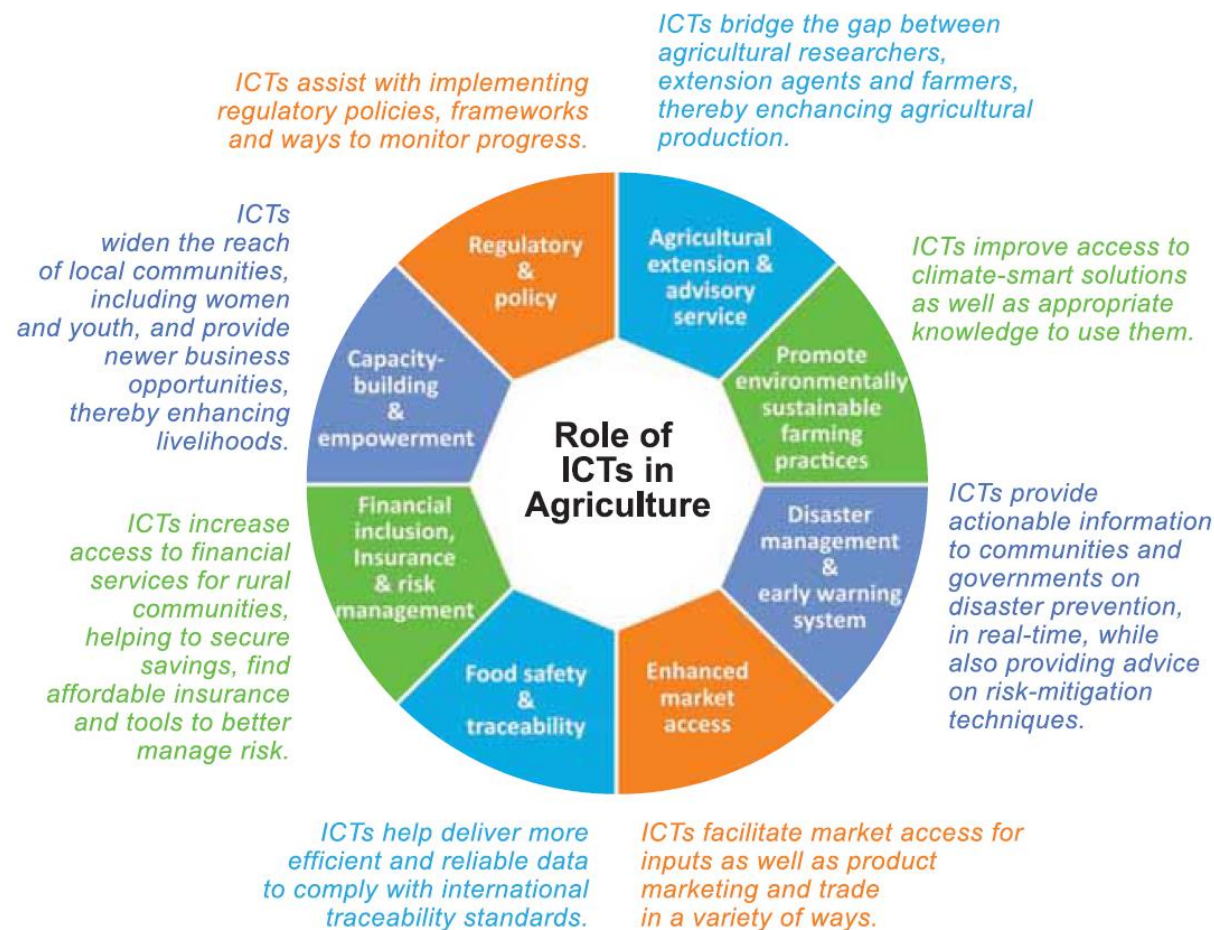 ICTs assist with implementing
regulatory policies, frameworks
and ways to monitor progress.
ICTs bridge the gap between
agricultural researchers,
extension agents and farmers,
thereby enchancing agricultural
production.
ICTs
widen the reach
of local communities,
including women
and youth, and provide
newer business
opportunities,
thereby enhancing
livelihoods.
Regulatory
&
policy
Agricultural
extension &
advisory
service
ICTs improve access to
climate-smart solutions
as well as appropriate
knowledge to use them.
Capacity-
building
&
empowerment
Promote
environmentally
sustainable
farming
practices
Role of
ICTs in
Agriculture
ICTs increase
access to financial
services for rural
communities,
helping to secure
savings, find
affordable insurance
and tools to better
manage risk.
Financial
inclusion,
Insurance
& risk
management
Disaster
management
&
early warning
system
ICTs provide
actionable information
to communities and
governments on
disaster prevention,
in real-time, while
also providing advice
on risk-mitigation
techniques.
Food safety
&
traceability
Enhanced
market
access
ICTs help deliver more
efficient and reliable data
to comply with international
traceability standards.
ICTs facilitate market access for
inputs as well as product
marketing and trade
in a variety of ways.